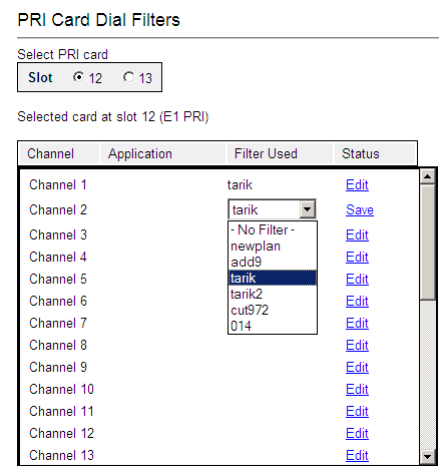 PRI Card Dial Filters
Select PRI card
Slot 12 13
Selected card at slot 12 (E1 PRI)
Channel Application Filter Used Status
Channel 1 tarik Edit
Channel 2 tarik Save
- No Filter -
Channel 3 Edit
newplan
Channel 4 Edit
add9
Channel 5 tarik Edit
tarik2
Channel 6 Edit
cut972
Channel 7 014 Edit
Channel 8 Edit
Channel 9 Edit
Channel 10 Edit
Channel 11 Edit
Channel 12 Edit
Channel 13 Edit